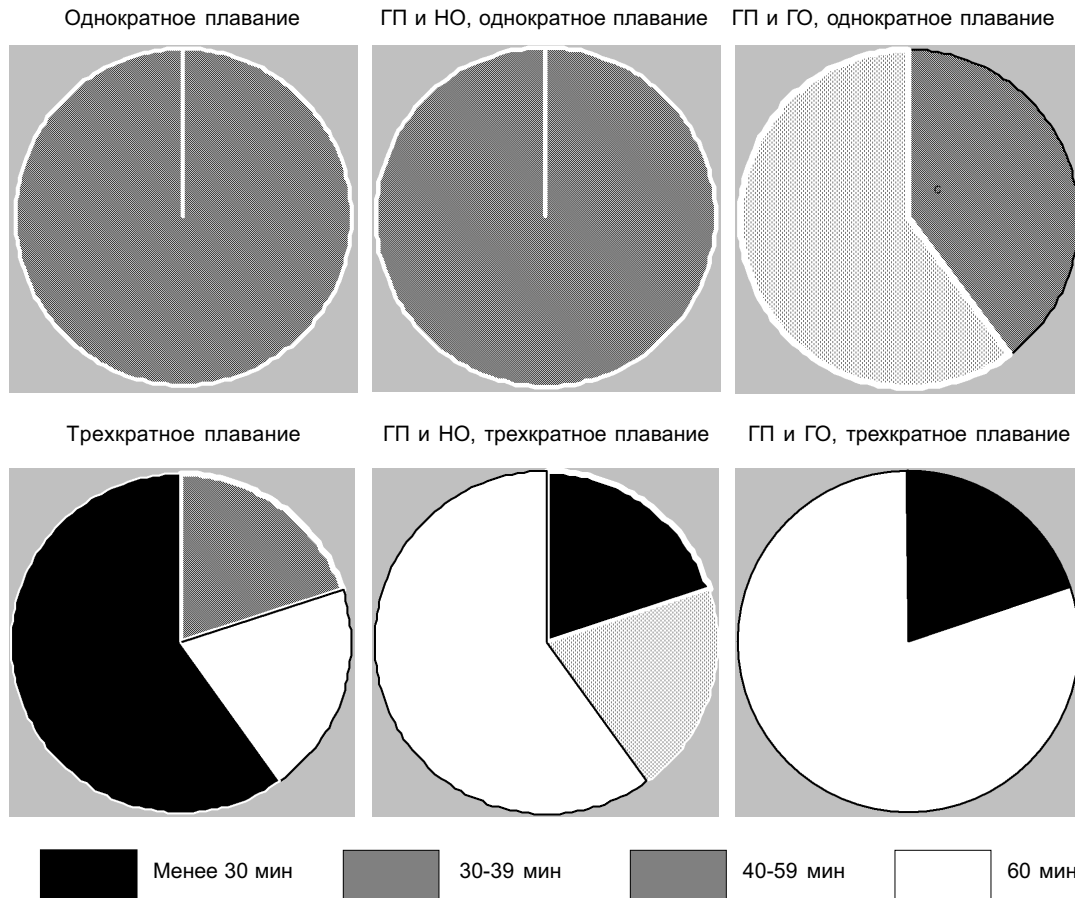 Однократное плавание
ГП и НО, однократное плавание
ГП и ГО, однократное плавание
с
Трехкратное плавание
ГП и НО, трехкратное плавание
ГП и ГО, трехкратное плавание
Менее 30 мин
30-39 мин
40-59 мин
60 мин